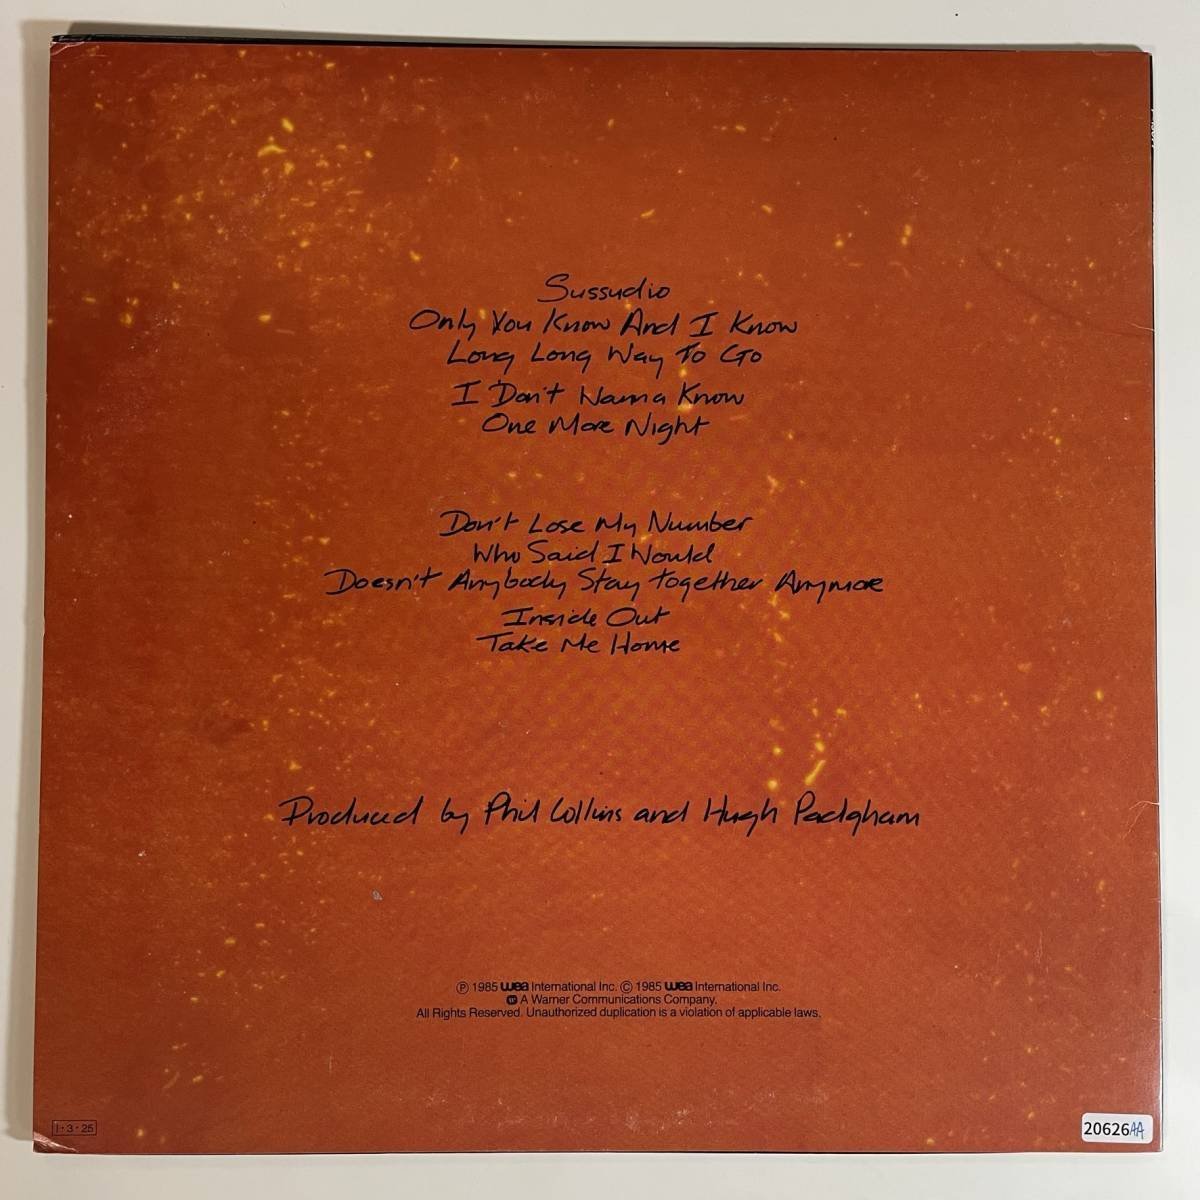 Sussudio
Only You Know And I Know
Long Long Way To Go
I Don't Wanna Know
One More Night
Don't Lose My Number
Who Said I Would
Doesn't Anybody Stay Together Anymore
Inside Out
Take Me Home
Produced by Phil Collins and Hugh Padgham
℗ 1985 wea International Inc. © 1985 wea International Inc.
A Warner Communications Company.
All Rights Reserved. Unauthorized duplication is a violation of applicable laws.
1·3·25
20626AA